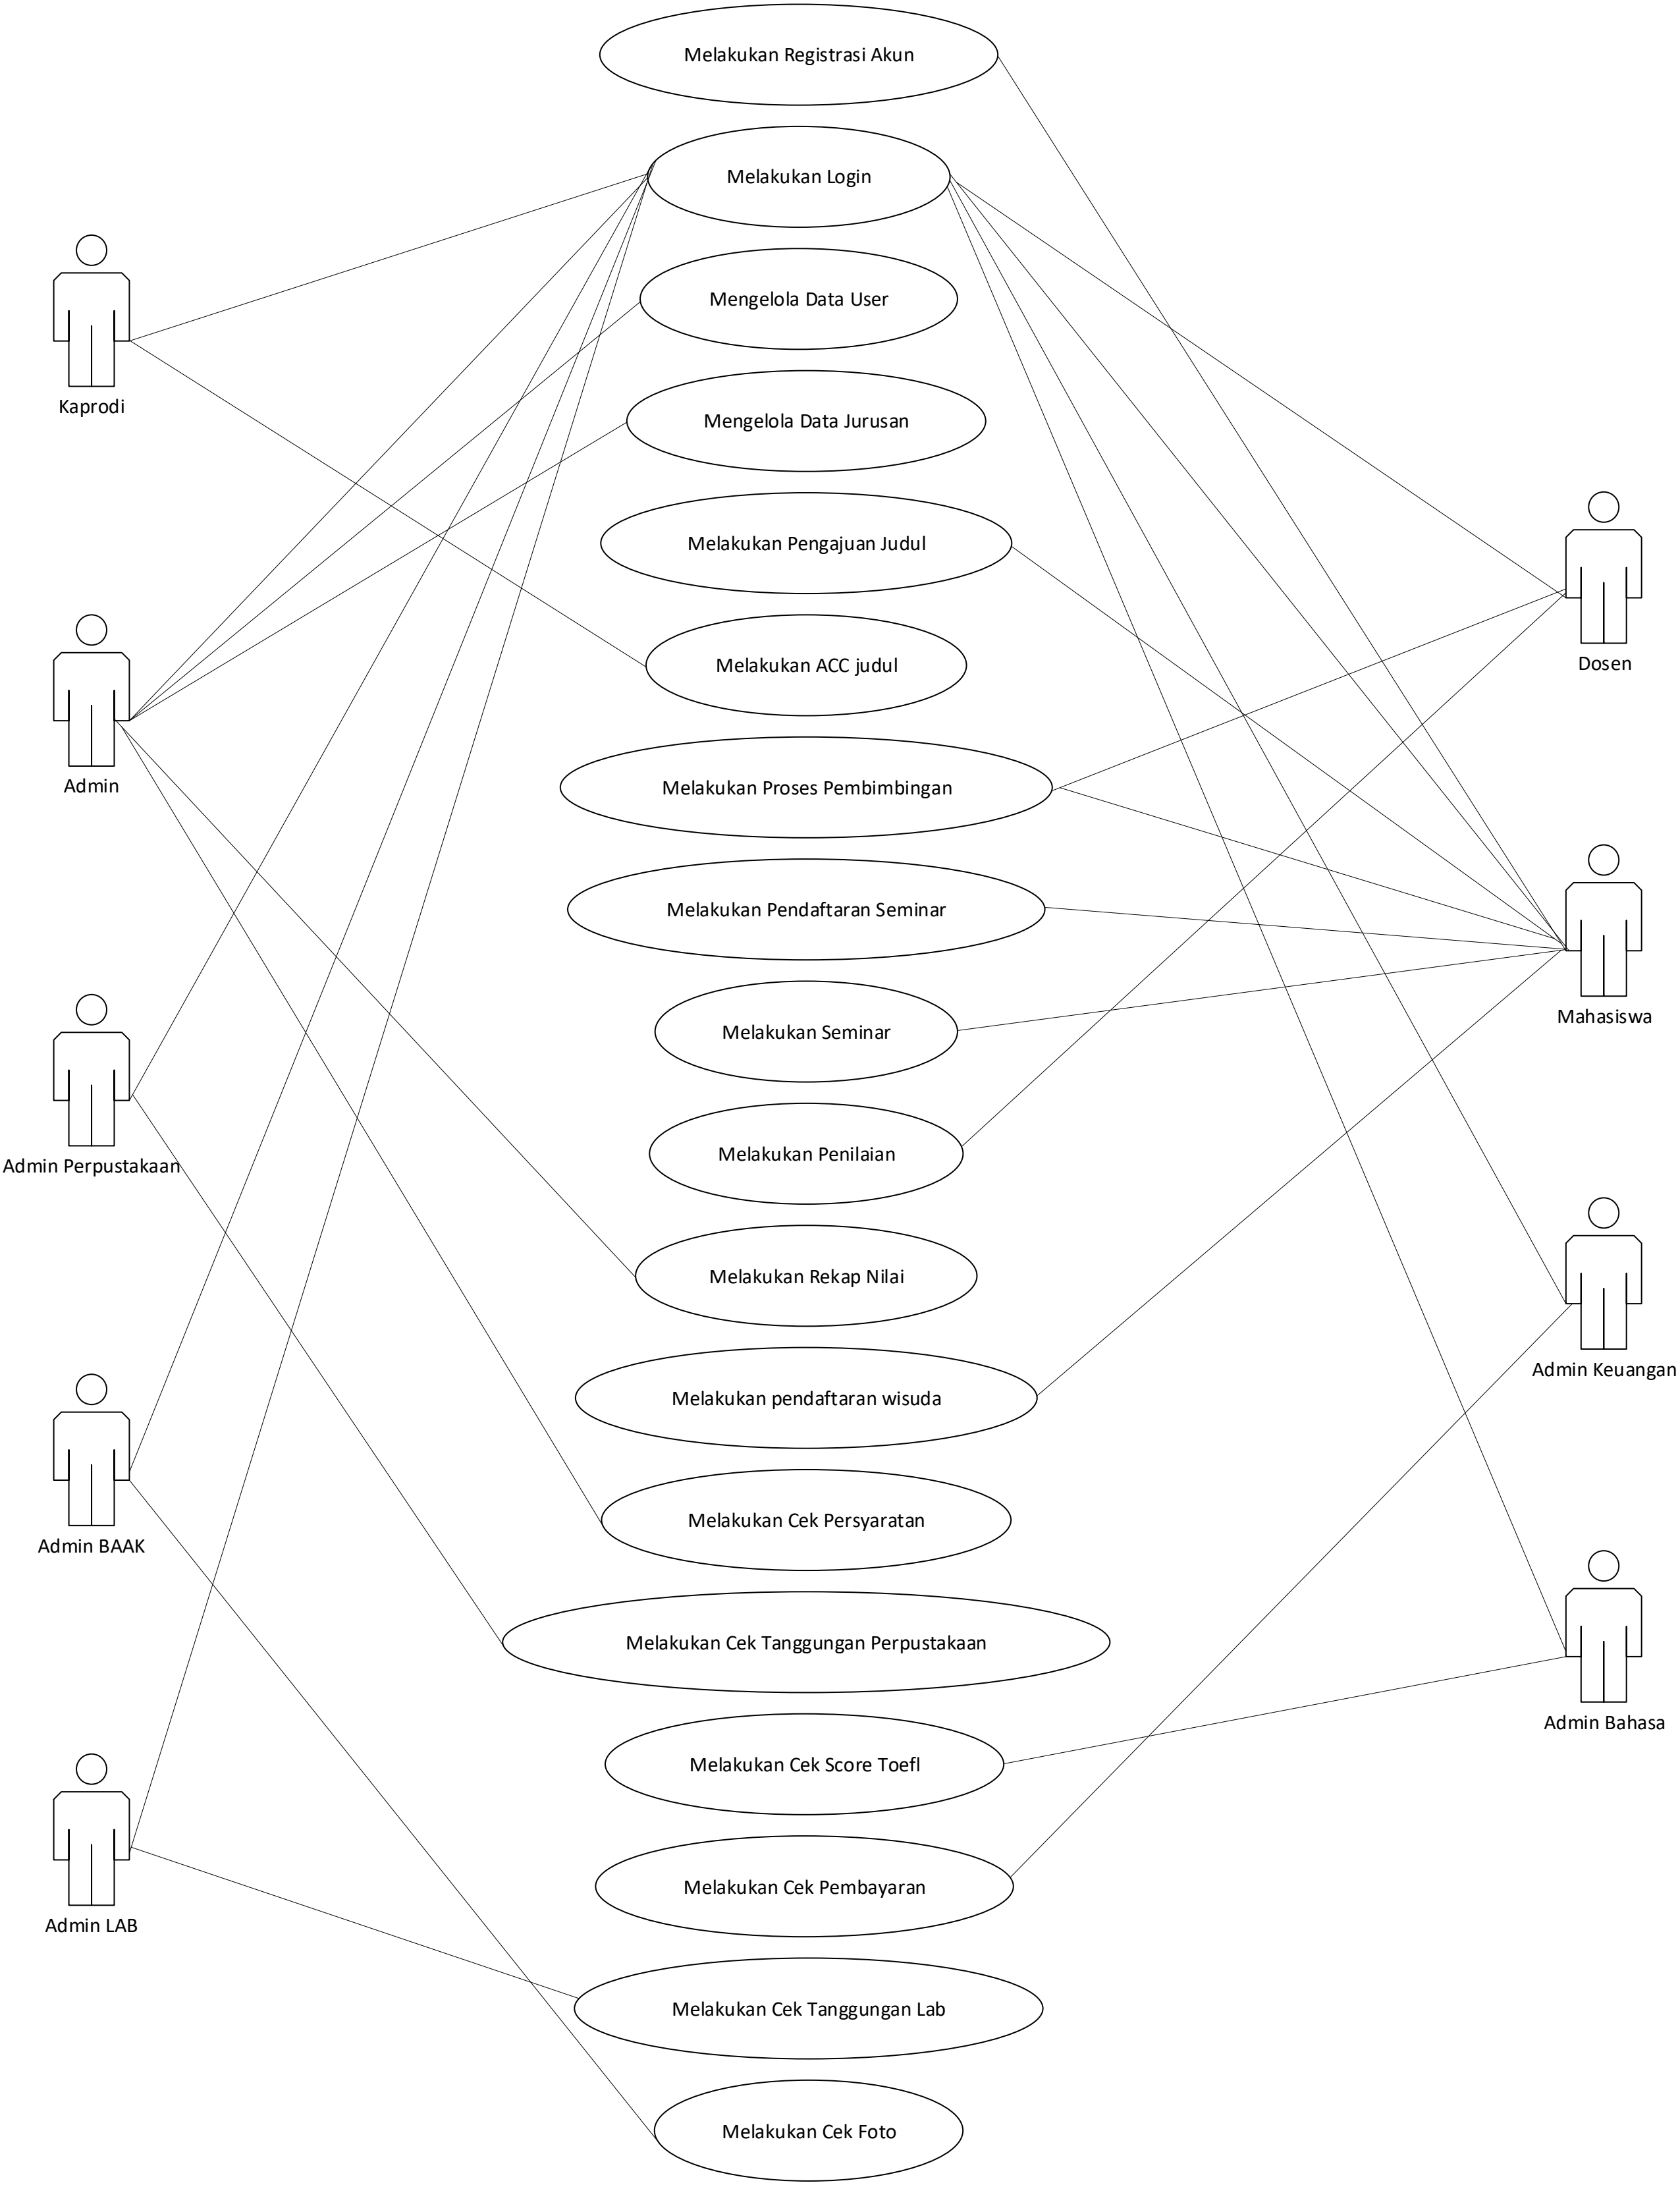 Melakukan Registrasi Akun
Melakukan Login
Mengelola Data User
Kaprodi
Mengelola Data Jurusan
Melakukan Pengajuan Judul
Melakukan ACC judul
Dosen
Admin
Melakukan Proses Pembimbingan
Melakukan Pendaftaran Seminar
Mahasiswa
Melakukan Seminar
Melakukan Penilaian
Admin Perpustakaan
Melakukan Rekap Nilai
Admin Keuangan
Melakukan pendaftaran wisuda
Melakukan Cek Persyaratan
Admin BAAK
Melakukan Cek Tanggungan Perpustakaan
Admin Bahasa
Melakukan Cek Score Toefl
Melakukan Cek Pembayaran
Admin LAB
Melakukan Cek Tanggungan Lab
Melakukan Cek Foto